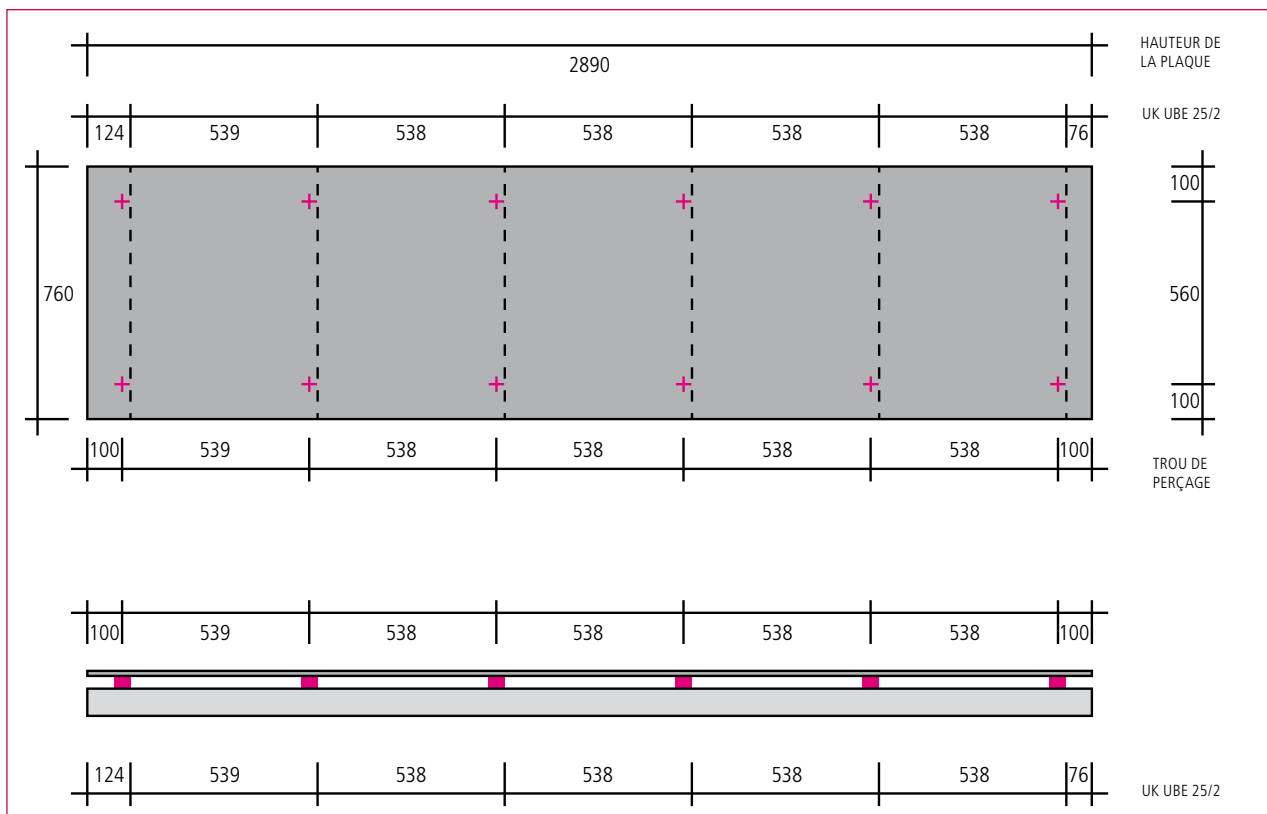 HAUTEUR DE
LA PLAQUE
2890
UK UBE 25/2
124 539 538 538 538 538 76
100
760
560
100
100 539 538 538 538 538 100
TROU DE
PERÇAGE
100 539 538 538 538 538 100
124 539 538 538 538 538 76
UK UBE 25/2